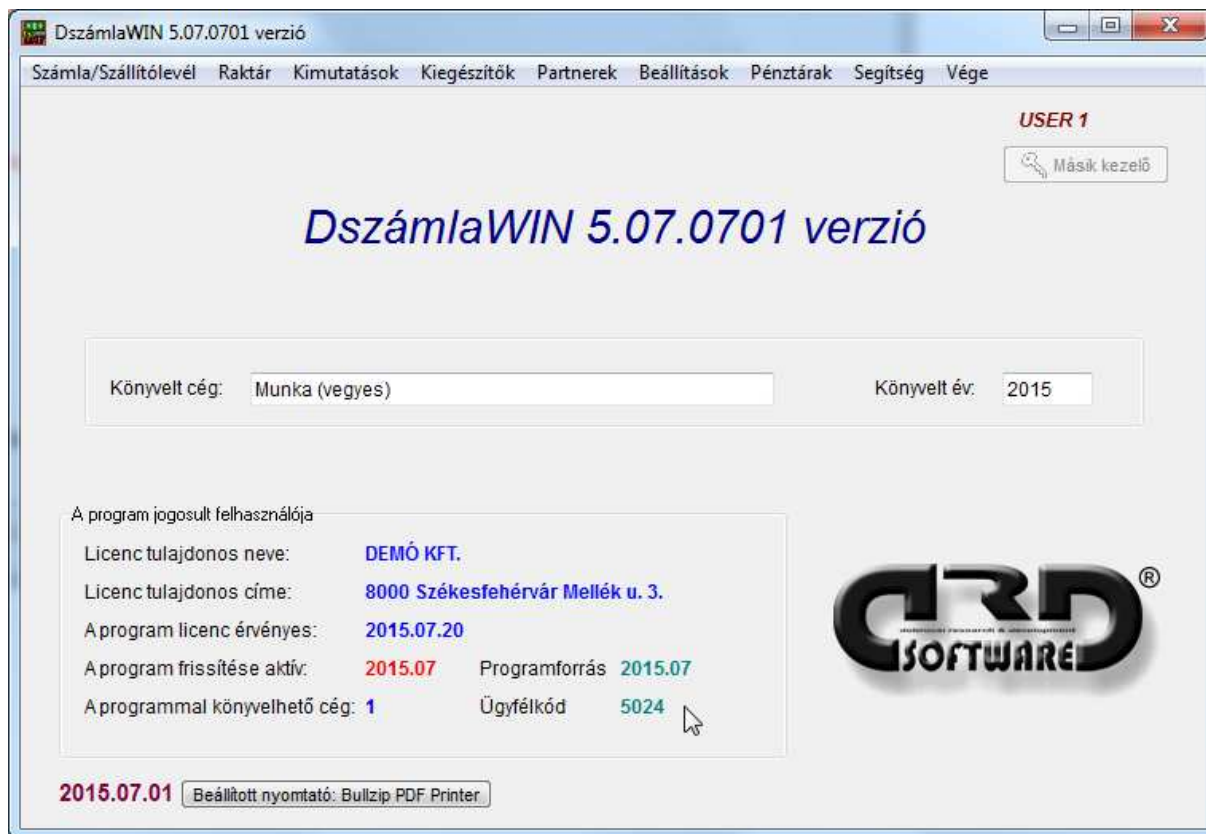 DszámlaWIN 5.07.0701 verzió
Számla/Szállítólevél Raktár Kimutatások Kiegészítők Partnerek Beállítások Pénztárak Segítség Vége
USER 1
Másik kezelő
DszámlaWIN 5.07.0701 verzió
Könyvelt cég: Munka (vegyes) Könyvelt év: 2015
A program jogosult felhasználója
Licenc tulajdonos neve: DEMÓ KFT.
Licenc tulajdonos címe: 8000 Székesfehérvár Mellék u. 3.
A program licenc érvényes: 2015.07.20
A program frissítése aktív: 2015.07 Programforrás 2015.07
A programmal könyvelhető cég: 1 Ügyfélkód 5024
DRD ®
SOFTWARE
2015.07.01 Beállított nyomtató: Bullzip PDF Printer